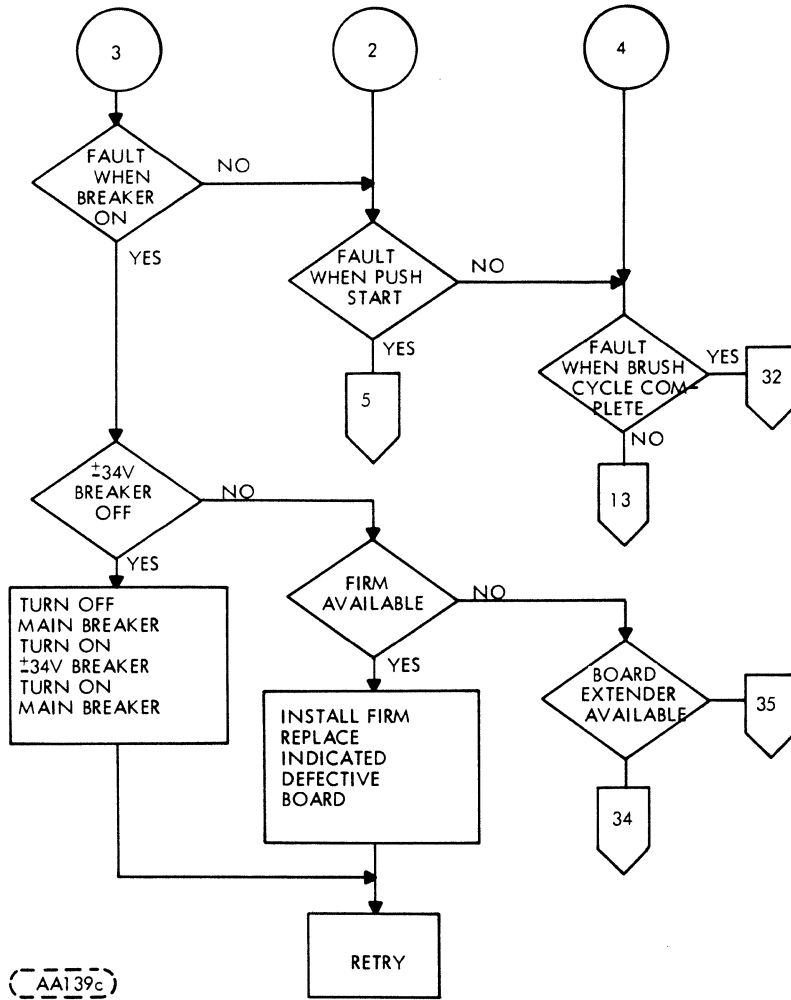 3
2
4
FAULT
WHEN
BREAKER
ON
NO
YES
FAULT
WHEN PUSH
START
NO
YES
5
FAULT
WHEN BRUSH
CYCLE COM-
PLETE
YES
32
NO
13
±34V
BREAKER
OFF
NO
YES
TURN OFF
MAIN BREAKER
TURN ON
±34V BREAKER
TURN ON
MAIN BREAKER
FIRM
AVAILABLE
NO
YES
INSTALL FIRM
REPLACE
INDICATED
DEFECTIVE
BOARD
BOARD
EXTENDER
AVAILABLE
35
34
RETRY
AA139c